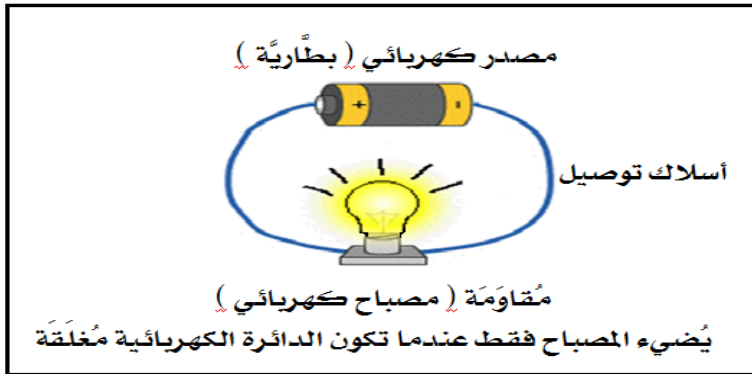 مصدر كهربائي ( بطَّاريَّة )
+ -
أسلاك توصيل
مُقاوَمَة ( مصباح كهربائي )
يُضيء المصباح فقط عندما تكون الدائرة الكهربائية مُغلَقَة